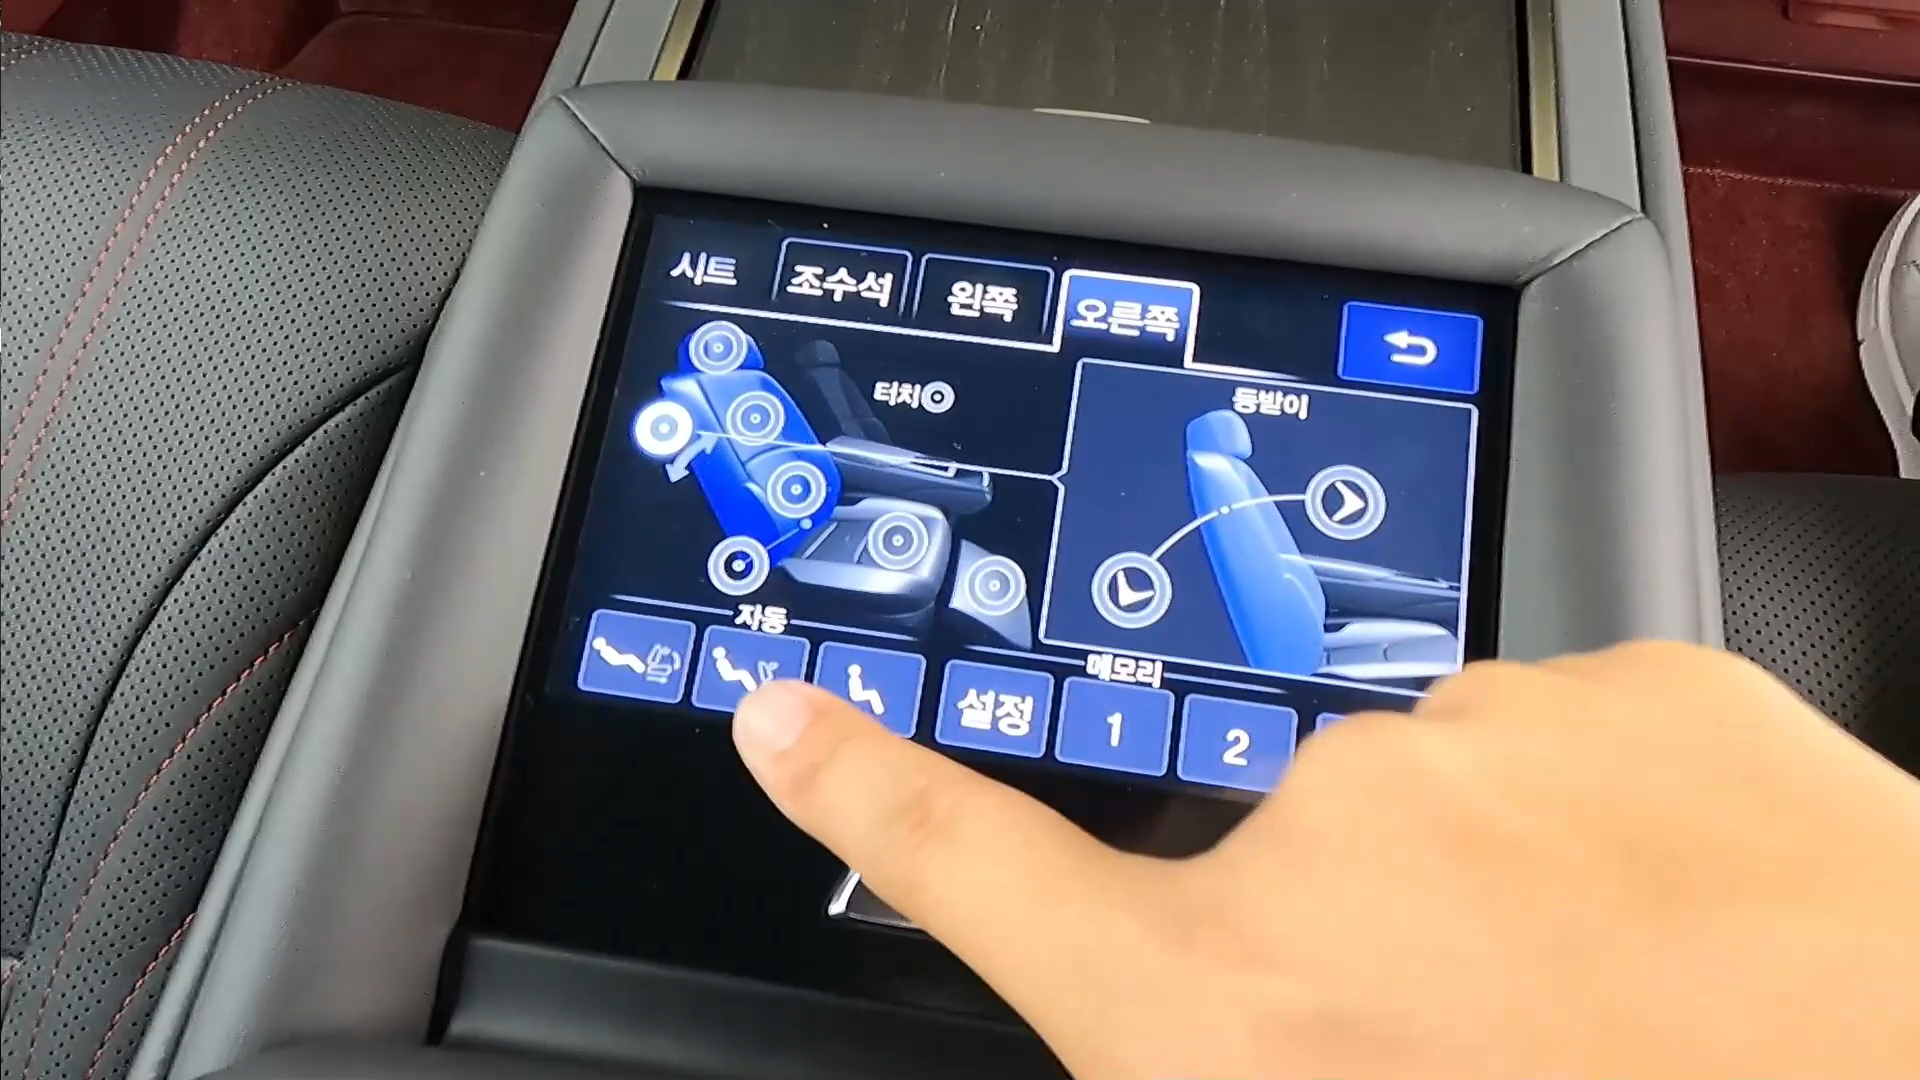 시트 조수석 왼쪽 오른쪽
터치
등받이
자동
메모리
설정 1 2